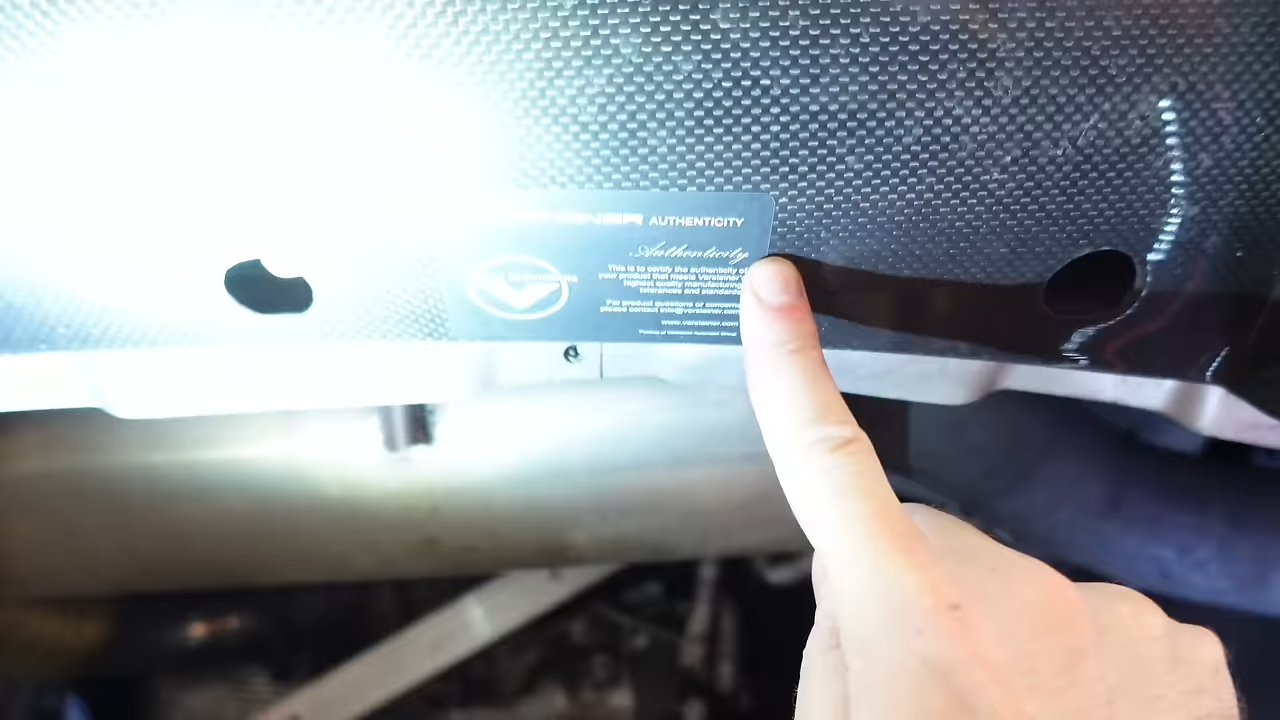 AUTHENTICITY
Authenticity
This is to certify the authenticity of
your product that meets Vorsteiner's
highest quality manufacturing
tolerances and standards
For product questions or concerns
please contact info@vorsteiner.com
www.vorsteiner.com